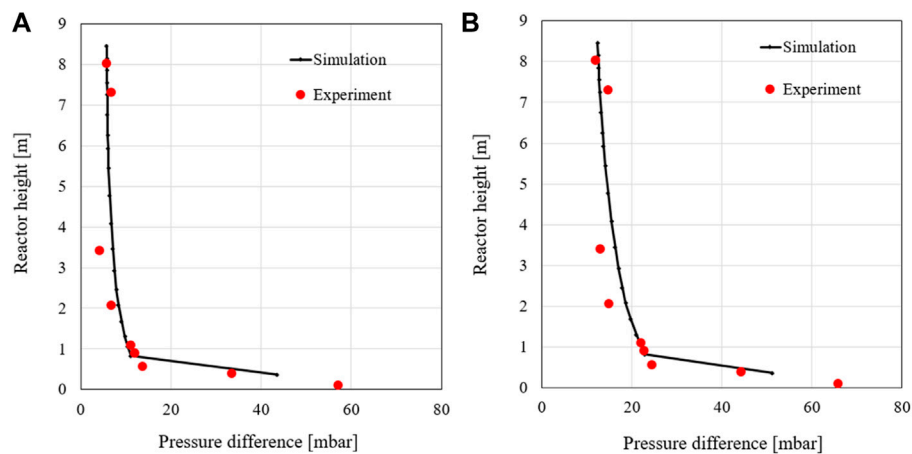 A
9
8
7
6
5
4
3
2
1
0
Reactor height [m]
Simulation
Experiment
0 20 40 60 80
Pressure difference [mbar]
B
9
8
7
6
5
4
3
2
1
0
Reactor height [m]
Simulation
Experiment
0 20 40 60 80
Pressure difference [mbar]